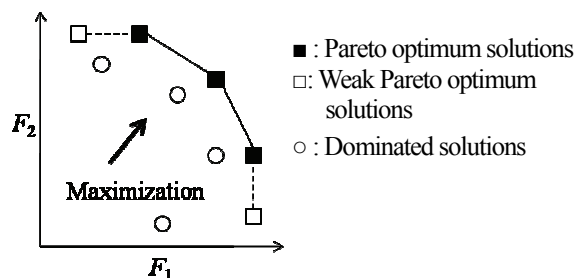 F2
Maximization
F1
■ : Pareto optimum solutions
□: Weak Pareto optimum
solutions
○ : Dominated solutions